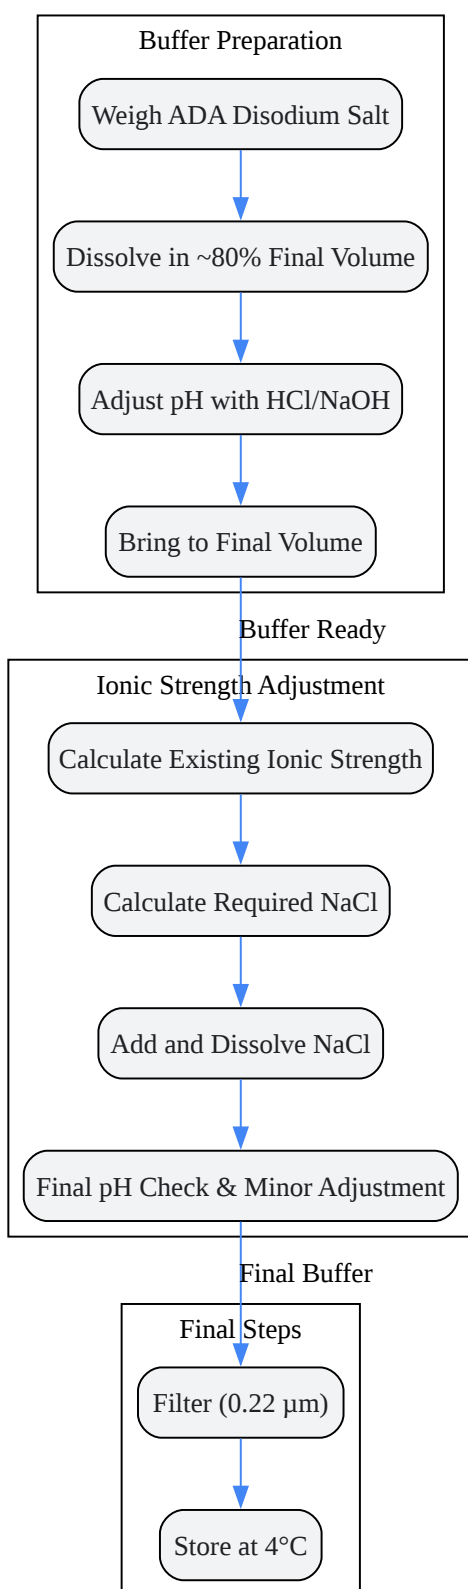 Buffer Preparation
Weigh ADA Disodium Salt
Dissolve in ~80% Final Volume
Adjust pH with HCl/NaOH
Bring to Final Volume
Buffer Ready
Ionic Strength Adjustment
Calculate Existing Ionic Strength
Calculate Required NaCl
Add and Dissolve NaCl
Final pH Check & Minor Adjustment
Final Buffer
Final Steps
Filter (0.22 µm)
Store at 4°C